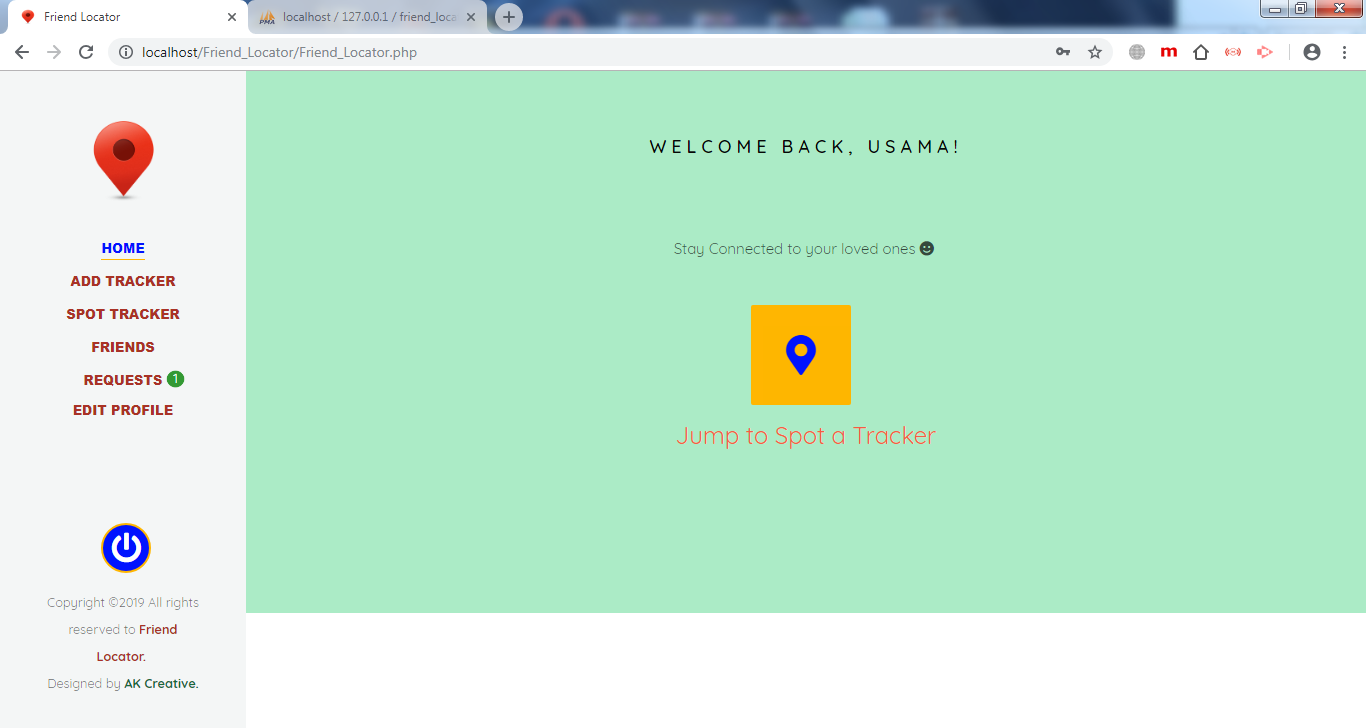 Friend Locator
PMA localhost / 127.0.0.1 / friend_loca
localhost/Friend_Locator/Friend_Locator.php
m
HOME
ADD TRACKER
SPOT TRACKER
FRIENDS
REQUESTS 1
EDIT PROFILE
Copyright ©2019 All rights
reserved to Friend
Locator.
Designed by AK Creative.
WELCOME BACK, USAMA!
Stay Connected to your loved ones
Jump to Spot a Tracker